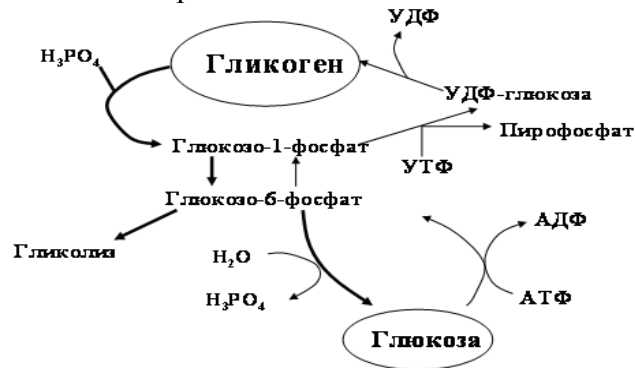 УДФ
H₃PO₄
Гликоген
УДФ-глюкоза
Глюкозо-1-фосфат
Пирофосфат
УТФ
Глюкозо-6-фосфат
АДФ
Гликолиз
H₂O
H₃PO₄
АТФ
Глюкоза